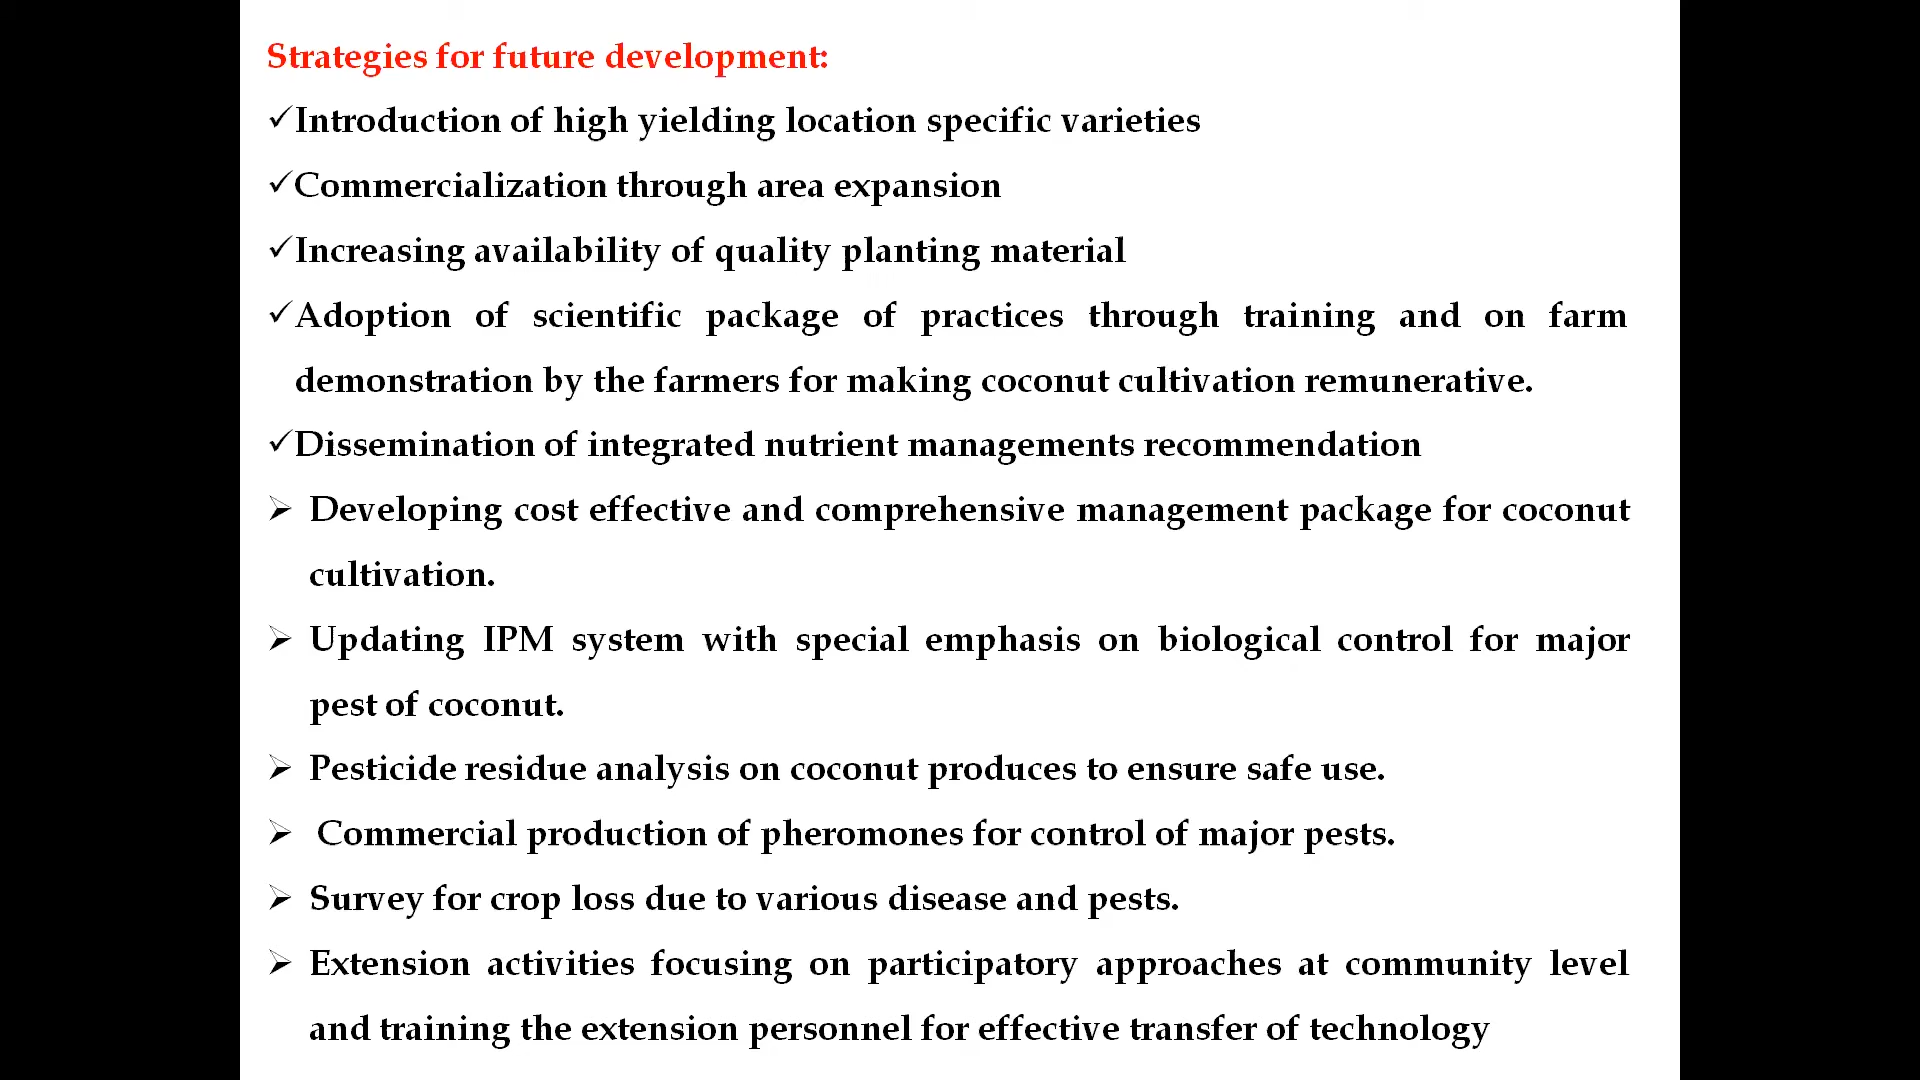 Strategies for future development:
✓Introduction of high yielding location specific varieties
✓Commercialization through area expansion
✓Increasing availability of quality planting material
✓Adoption of scientific package of practices through training and on farm
demonstration by the farmers for making coconut cultivation remunerative.
✓Dissemination of integrated nutrient managements recommendation
➢ Developing cost effective and comprehensive management package for coconut
cultivation.
➢ Updating IPM system with special emphasis on biological control for major
pest of coconut.
➢ Pesticide residue analysis on coconut produces to ensure safe use.
➢ Commercial production of pheromones for control of major pests.
➢ Survey for crop loss due to various disease and pests.
➢ Extension activities focusing on participatory approaches at community level
and training the extension personnel for effective transfer of technology